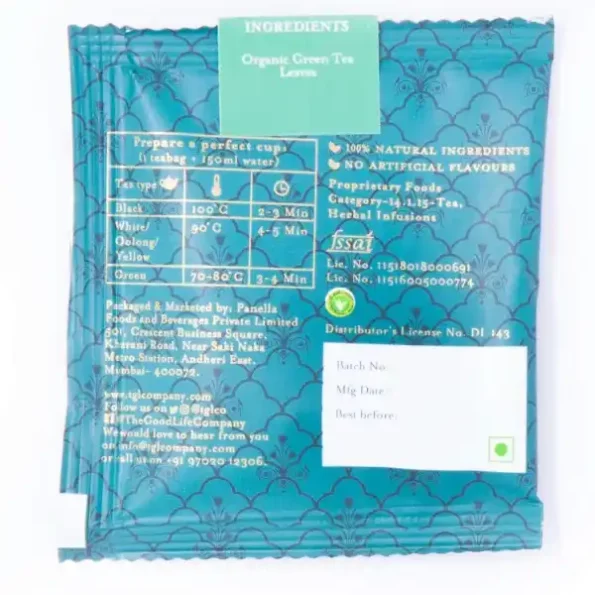 INGREDIENTS
Organic Green Tea
Leaves
Prepare a perfect cup:
(1 teabag + 150ml water)
Tea type
Black 100°C 2-3 Min
White/ 90°C 4-5 Min
Oolong/
Yellow
Green 70-80°C 3-4 Min
100% NATURAL INGREDIENTS
NO ARTIFICIAL FLAVOURS
Proprietary Foods
Category-14.1.15-Tea,
Herbal Infusions
fssai
Lic. No. 11518018000691
Lic. No. 11516005000774
Distributor's License No. DL 143
Packaged & Marketed by: Panella
Foods and Beverages Private Limited
501, Crescent Business Square,
Kharani Road, Near Saki Naka
Metro Station, Andheri East,
Mumbai- 400072.
www.tglcompany.com
Follow us on @tglco
@TheGoodLifeCompany
We would love to hear from you
on info@tglcompany.com
or call us on +91 97020 12306.
Batch No:
Mfg Date:
Best before: